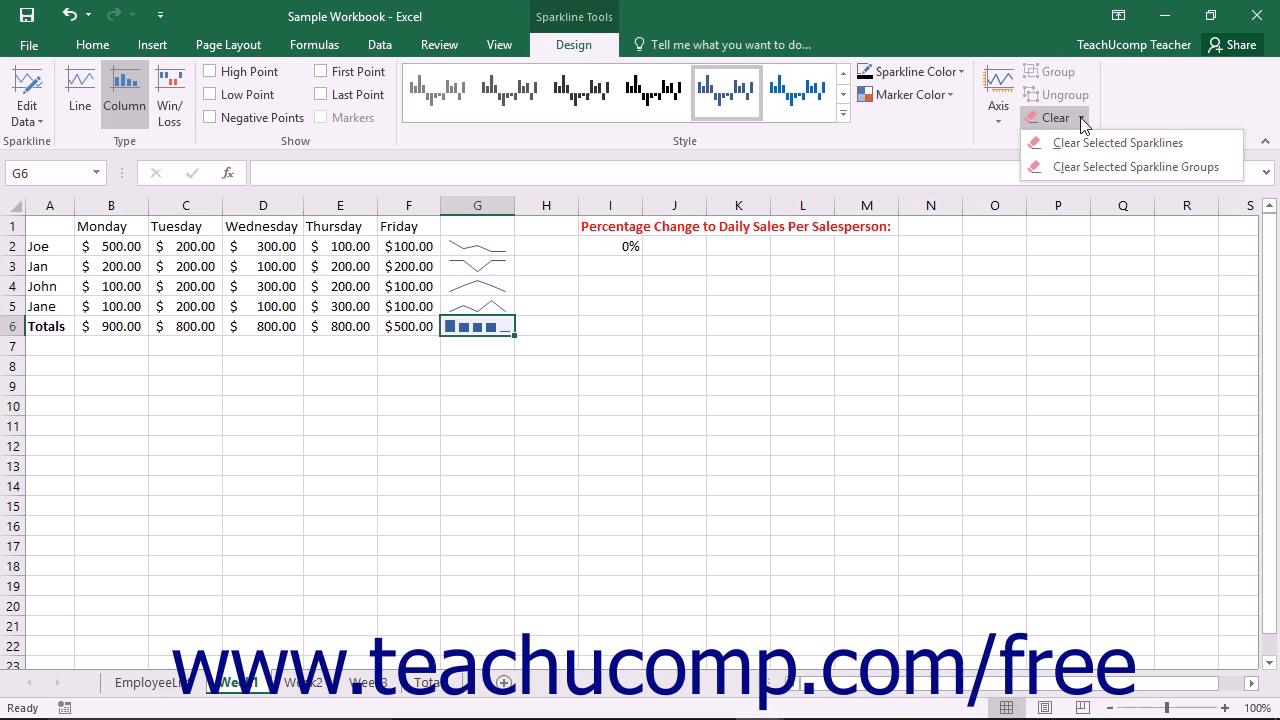 Sample Workbook - Excel
Sparkline Tools
File Home Insert Page Layout Formulas Data Review View Design Tell me what you want to do... TeachUcomp Teacher Share
Edit Data
Sparkline
Line Column Win/Loss
Type
High Point First Point
Low Point Last Point
Negative Points Markers
Show
Style
Sparkline Color
Marker Color
Axis
Group
Ungroup
Clear
Clear Selected Sparklines
Clear Selected Sparkline Groups
G6 fx
A B C D E F G H I J K L M N O P Q R S
1 Monday Tuesday Wednesday Thursday Friday Percentage Change to Daily Sales Per Salesperson:
2 Joe $ 500.00 $ 200.00 $ 300.00 $ 100.00 $100.00 0%
3 Jan $ 200.00 $ 200.00 $ 100.00 $ 200.00 $200.00
4 John $ 100.00 $ 200.00 $ 300.00 $ 200.00 $100.00
5 Jane $ 100.00 $ 200.00 $ 100.00 $ 300.00 $100.00
6 Totals $ 900.00 $ 800.00 $ 800.00 $ 800.00 $500.00
7
8
9
10
11
12
13
14
15
16
17
18
19
20
21
22
23
www.teachucomp.com/free
Ready 100%